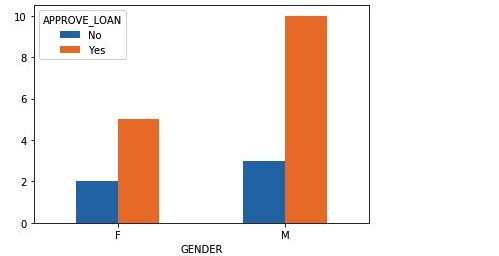 APPROVE_LOAN
No
Yes
10
8
6
4
2
0
F M
GENDER